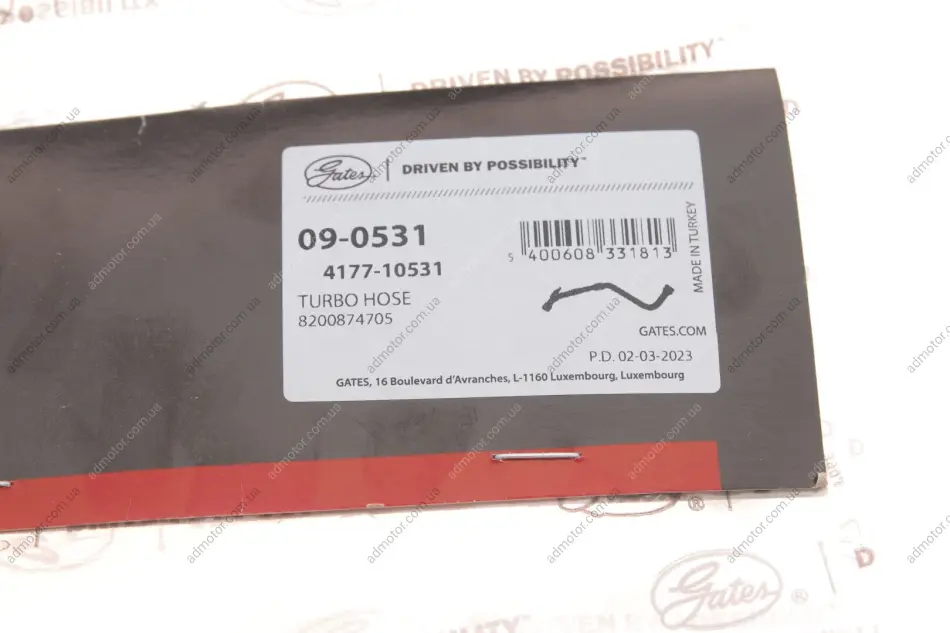 DRIVEN BY POSSIBILITY™
Gates | DRIVEN BY POSSIBILITY™
09-0531
4177-10531
TURBO HOSE
8200874705
5 400608 331813
MADE IN TURKEY
GATES.COM
P.D. 02-03-2023
GATES, 16 Boulevard d'Avranches, L-1160 Luxembourg, Luxembourg
Gates ®
admotor.com.ua